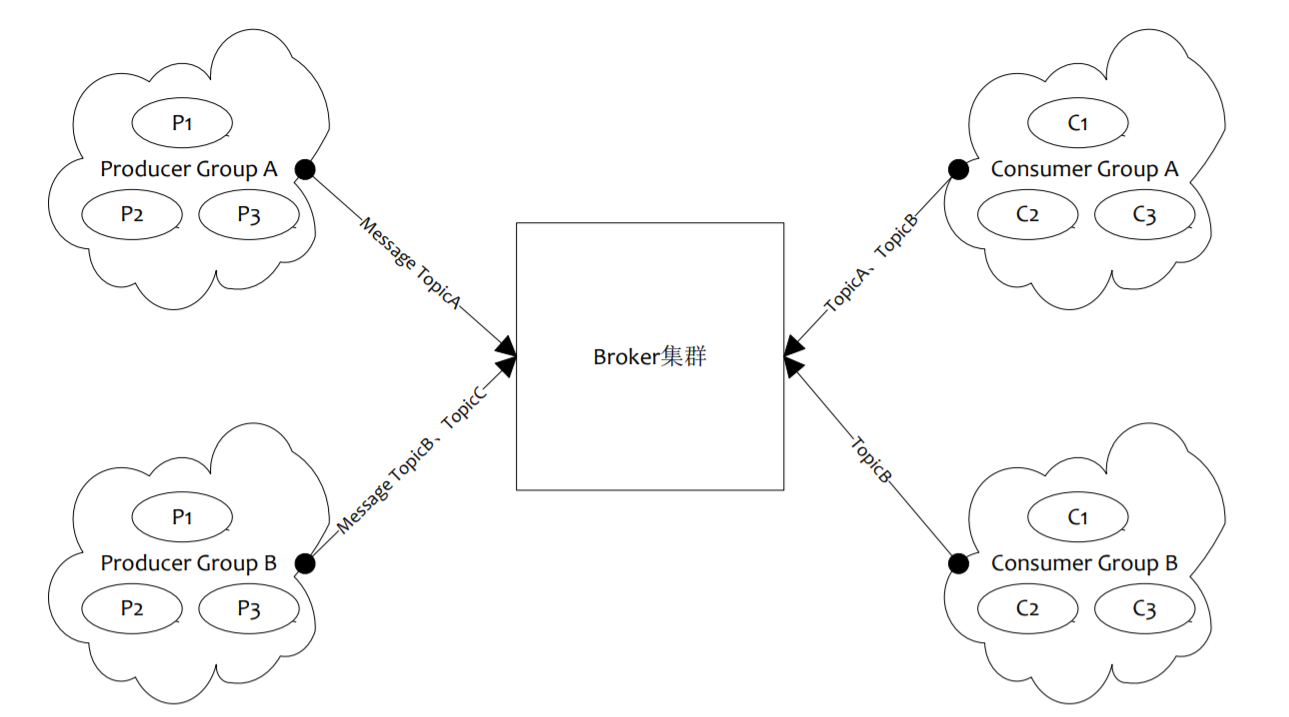 P1
Producer Group A
P2
P3
Message TopicA
C1
Consumer Group A
C2
C3
TopicA、TopicB
Broker集群
Message TopicB、TopicC
P1
Producer Group B
P2
P3
TopicB
C1
Consumer Group B
C2
C3